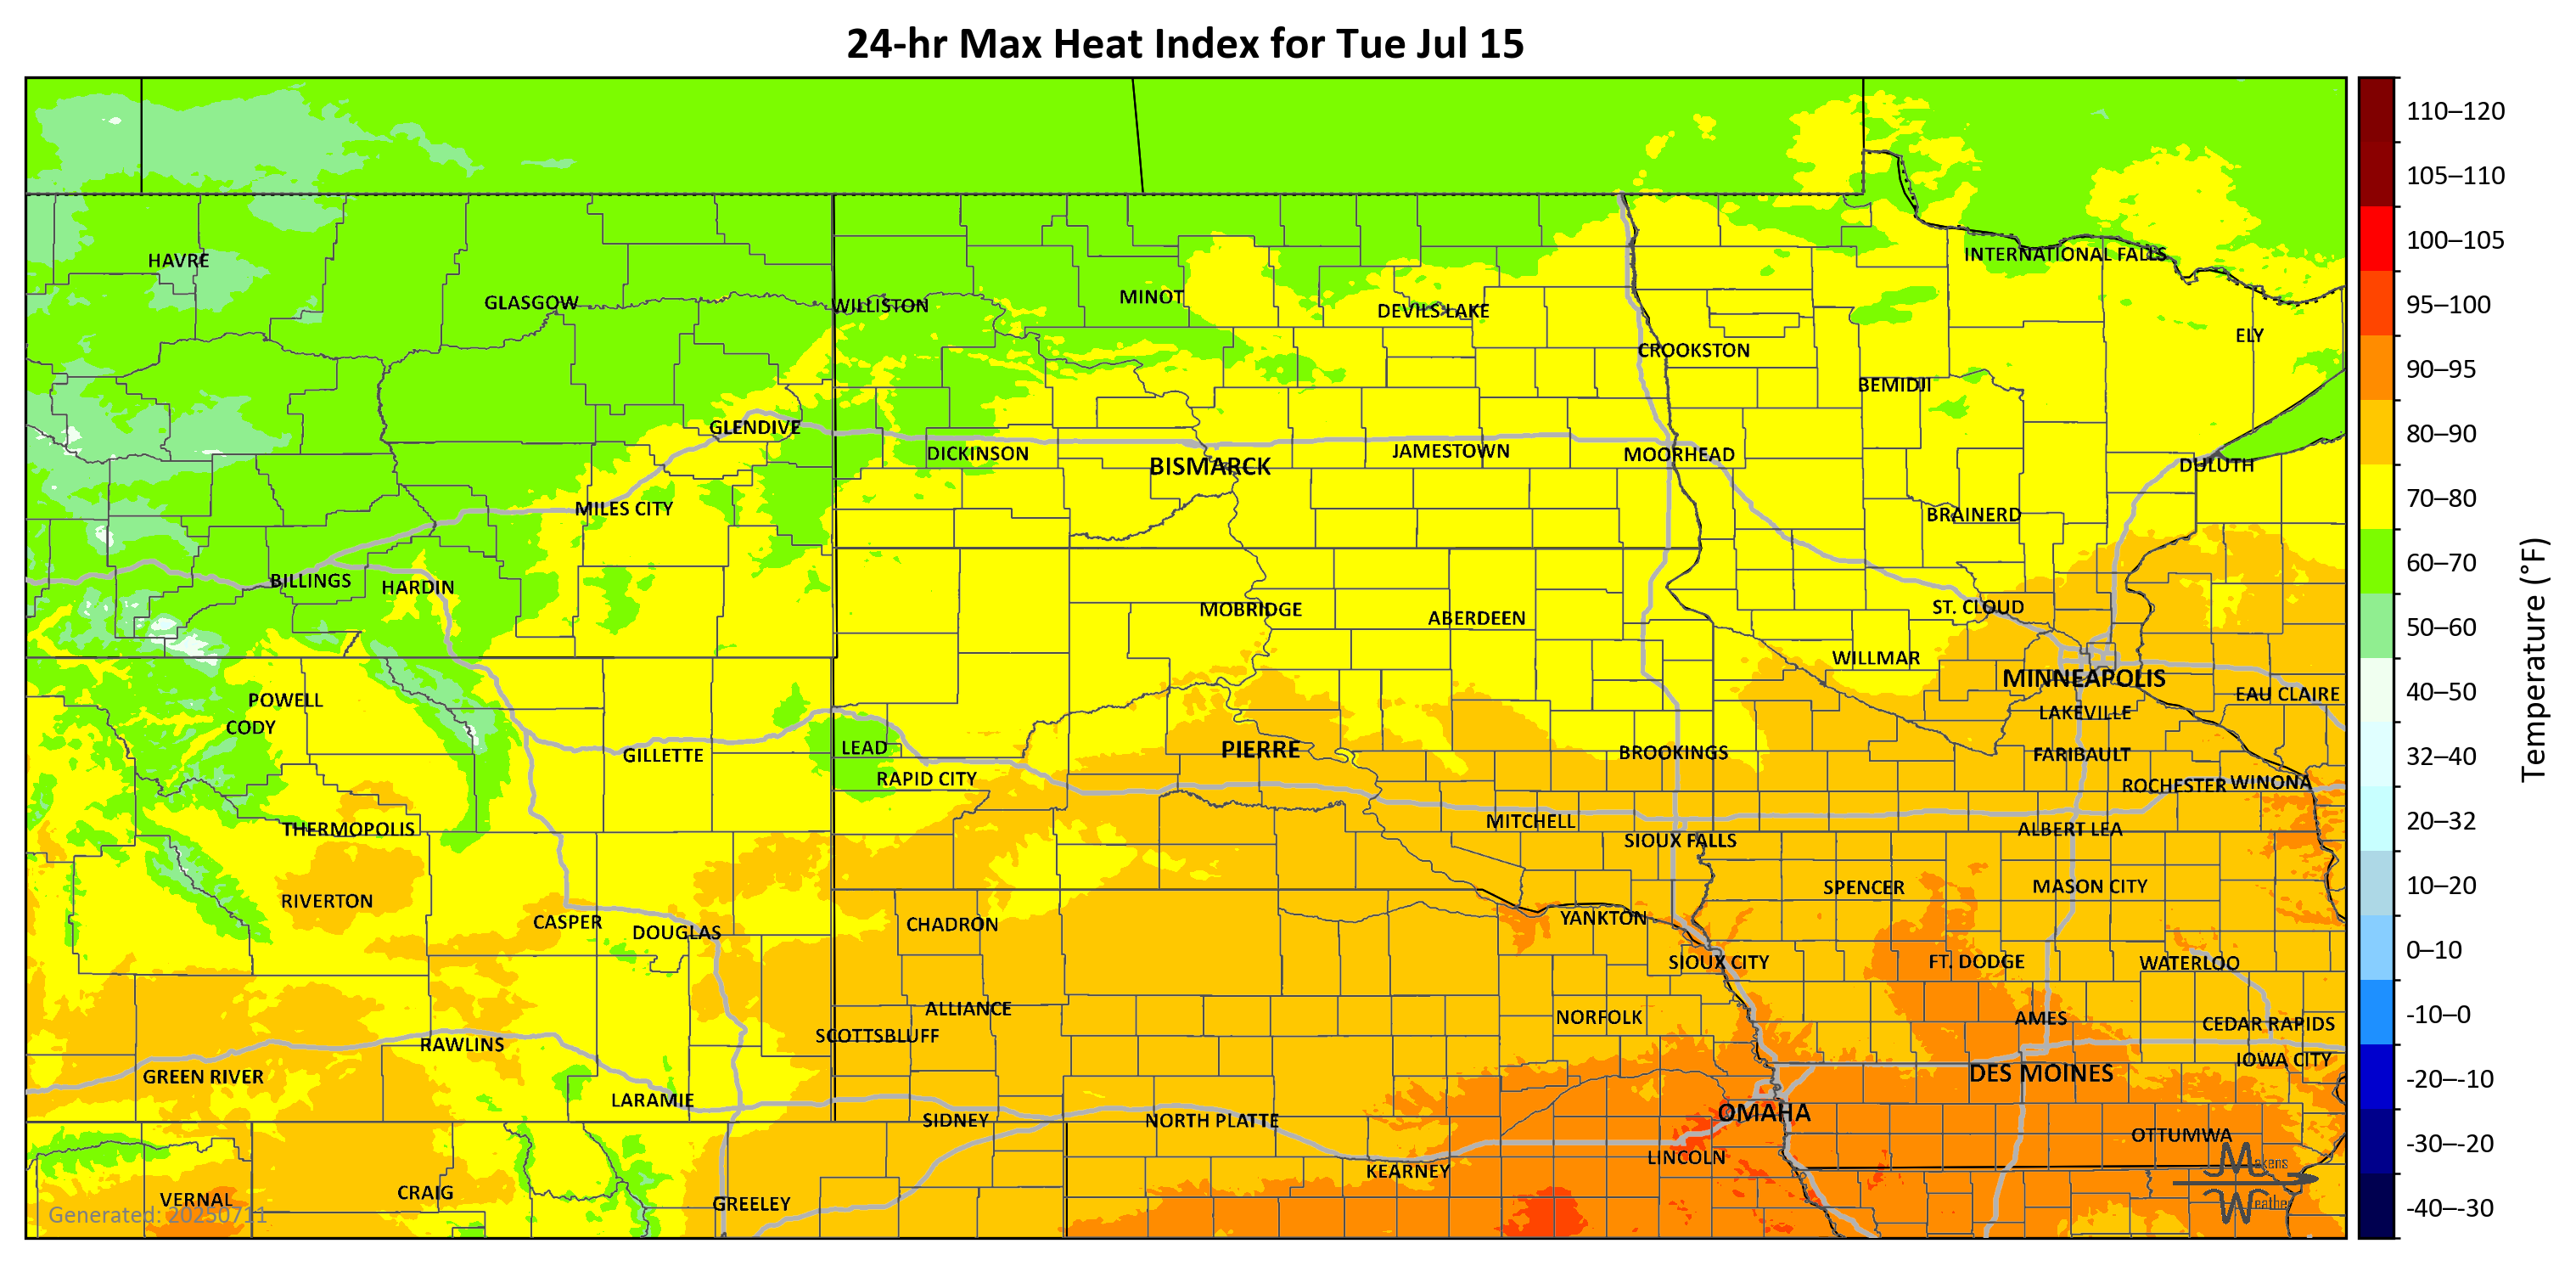 24-hr Max Heat Index for Tue Jul 15
HAVRE
GLASGOW
WILLISTON
MINOT
DEVILS LAKE
INTERNATIONAL FALLS
ELY
CROOKSTON
BEMIDJI
GLENDIVE
DICKINSON
BISMARCK
JAMESTOWN
MOORHEAD
DULUTH
MILES CITY
BRAINERD
BILLINGS
HARDIN
MOBRIDGE
ABERDEEN
ST. CLOUD
WILLMAR
MINNEAPOLIS
EAU CLAIRE
POWELL
CODY
LAKEVILLE
GILLETTE
LEAD
PIERRE
BROOKINGS
FARIBAULT
RAPID CITY
ROCHESTER
WINONA
THERMOPOLIS
MITCHELL
SIOUX FALLS
ALBERT LEA
RIVERTON
SPENCER
MASON CITY
CASPER
DOUGLAS
CHADRON
YANKTON
SIOUX CITY
FT. DODGE
WATERLOO
ALLIANCE
NORFOLK
AMES
CEDAR RAPIDS
SCOTTSBLUFF
RAWLINS
IOWA CITY
GREEN RIVER
DES MOINES
LARAMIE
SIDNEY
NORTH PLATTE
OMAHA
OTTUMWA
KEARNEY
LINCOLN
VERNAL
CRAIG
GREELEY
Generated: 20250711
Makens
Weather
110–120
105–110
100–105
95–100
90–95
80–90
70–80
60–70
50–60
40–50
32–40
20–32
10–20
0–10
-10–0
-20–-10
-30–-20
-40–-30
Temperature (°F)